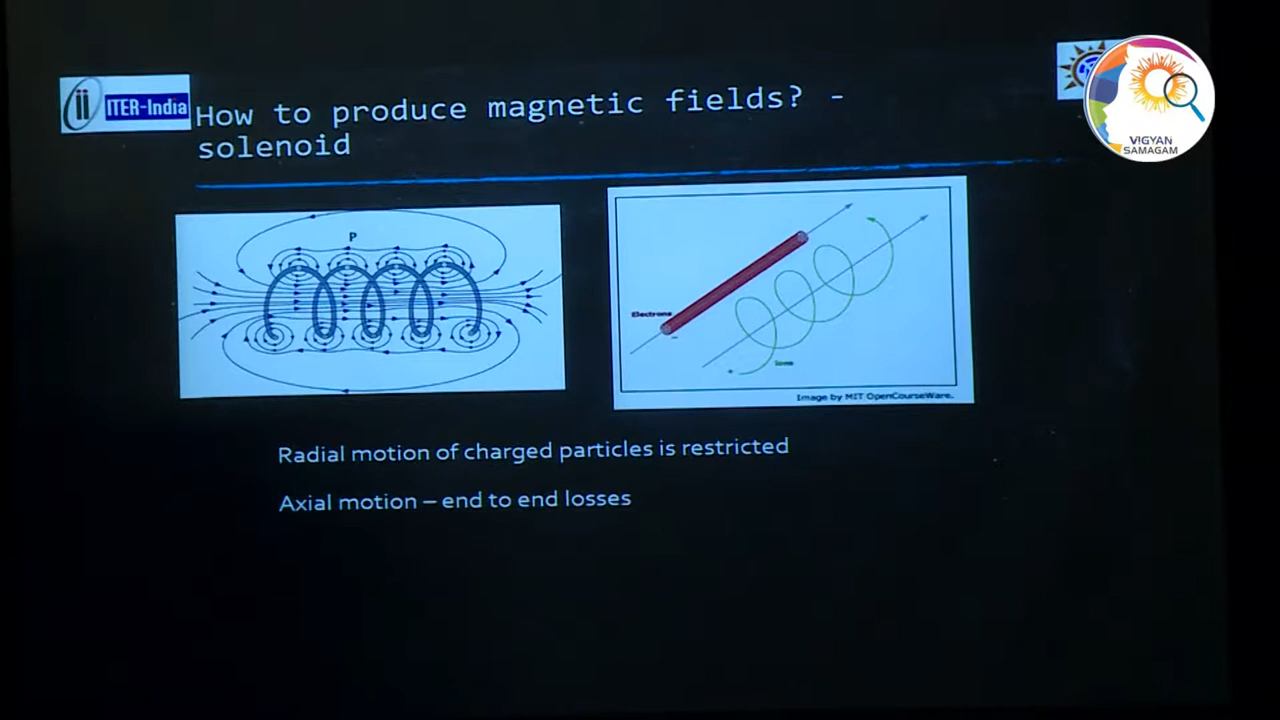 ITER-India
How to produce magnetic fields? -
solenoid
VIGYAN
SAMAGAM
P
Electrons
-
Ions
+
Image by MIT OpenCourseWare.
Radial motion of charged particles is restricted
Axial motion – end to end losses